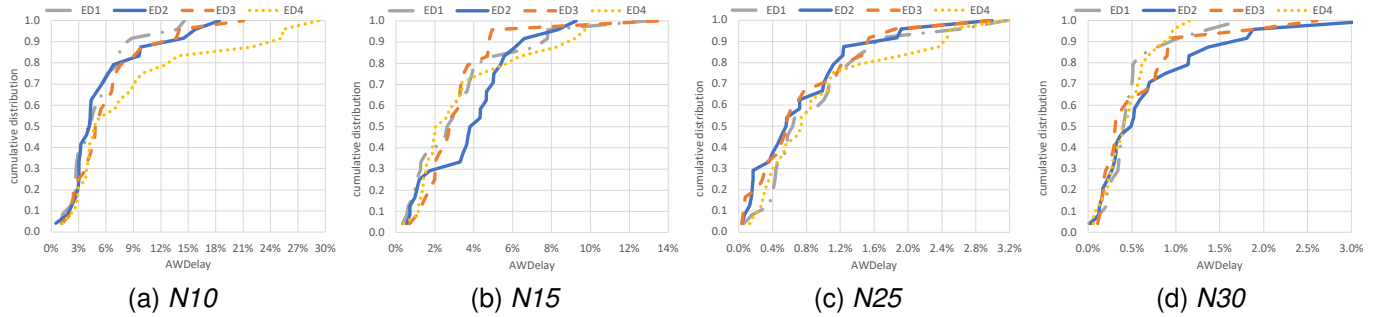 ED1 ED2 ED3 ED4
cumulative distribution
1.0
0.9
0.8
0.7
0.6
0.5
0.4
0.3
0.2
0.1
0.0
0% 3% 6% 9% 12% 15% 18% 21% 24% 27% 30%
AWDelay
(a) N10
ED1 ED2 ED3 ED4
cumulative distribution
1.0
0.9
0.8
0.7
0.6
0.5
0.4
0.3
0.2
0.1
0.0
0% 2% 4% 6% 8% 10% 12% 14%
AWDelay
(b) N15
ED1 ED2 ED3 ED4
cumulative distribution
1.0
0.9
0.8
0.7
0.6
0.5
0.4
0.3
0.2
0.1
0.0
0.0% 0.4% 0.8% 1.2% 1.6% 2.0% 2.4% 2.8% 3.2%
AWDelay
(c) N25
ED1 ED2 ED3 ED4
cumulative distribution
1.0
0.9
0.8
0.7
0.6
0.5
0.4
0.3
0.2
0.1
0.0
0.0% 0.5% 1.0% 1.5% 2.0% 2.5% 3.0%
AWDelay
(d) N30